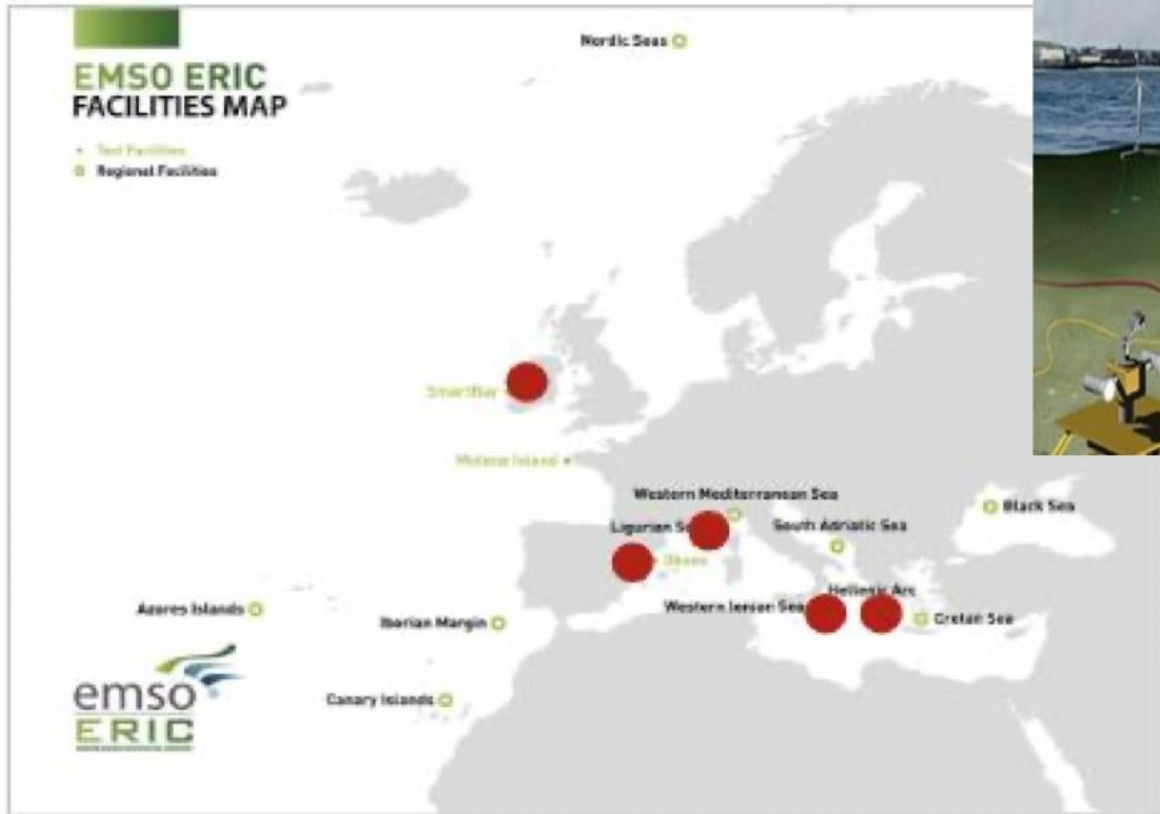 Nordic Seas
EMSO ERIC
FACILITIES MAP
Test Facilities
Regional Facilities
SmartBay
Molene Island
Western Mediterranean Sea
Black Sea
Ligurian
South Adriatic Sea
Obsea
Hellenic Arc
Western Ionian Sea
Azores Islands
Iberian Margin
Cretan Sea
Canary Islands
emso
ERIC